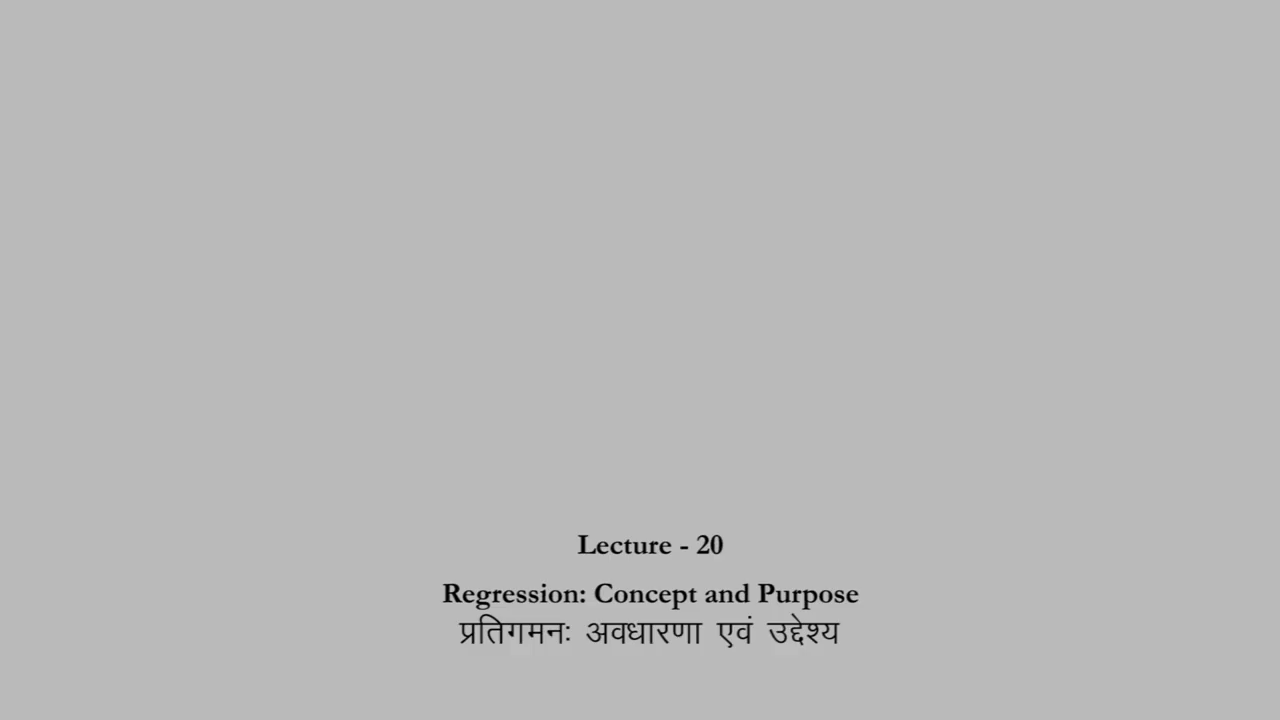 Lecture - 20
Regression: Concept and Purpose
प्रतिगमनः अवधारणा एवं उद्देश्य